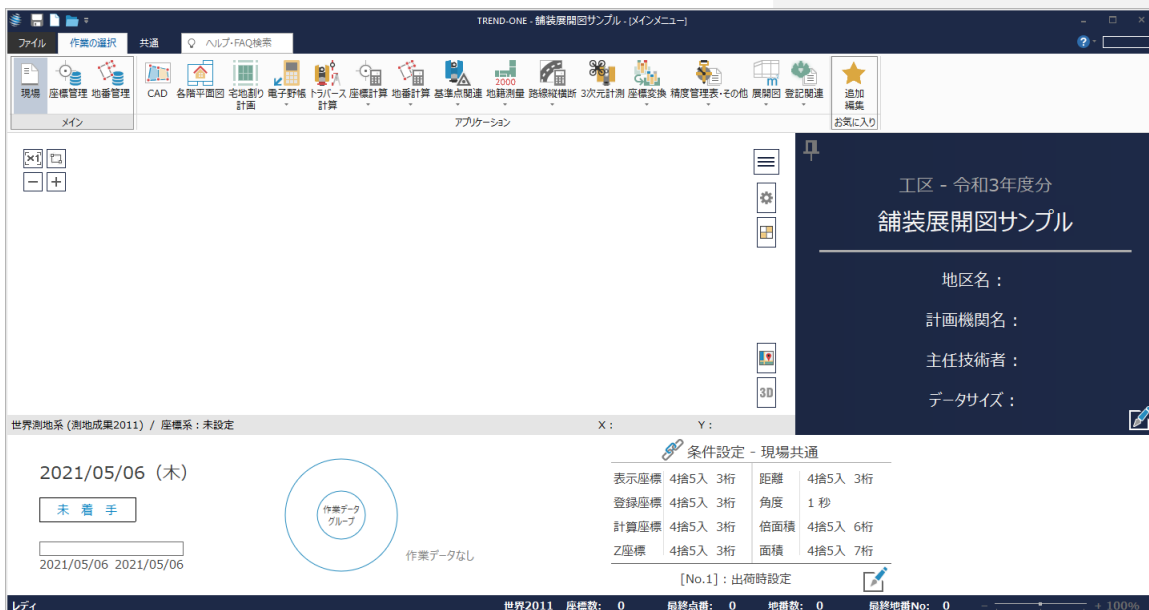 TREND-ONE - 舗装展開図サンプル - [メインメニュー]
ファイル 作業の選択 共通 ヘルプ・FAQ検索
現場 座標管理 地番管理 CAD 各階平面図 宅地割り計画 電子野帳 トラバース計算 座標計算 地番計算 基準点関連 地籍測量 路線縦横断 3次元計測 座標変換 精度管理表・その他 展開図 登記関連 追加編集
メイン アプリケーション お気に入り
工区 - 令和3年度分
舗装展開図サンプル
地区名：
計画機関名：
主任技術者：
データサイズ：
3D
世界測地系 (測地成果2011) / 座標系：未設定 X： Y：
2021/05/06（木）
未 着 手
2021/05/06 2021/05/06
作業データ
グループ
作業データなし
条件設定 - 現場共通
表示座標 4捨5入 3桁 距離 4捨5入 3桁
登録座標 4捨5入 3桁 角度 1 秒
計算座標 4捨5入 3桁 倍面積 4捨5入 6桁
Z座標 4捨5入 3桁 面積 4捨5入 7桁
[No.1]：出荷時設定
レディ 世界2011 座標数: 0 最終点番: 0 地番数: 0 最終地番No: 0 - + 100%